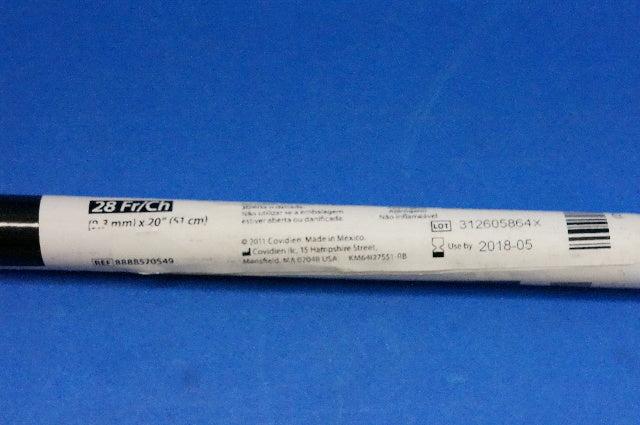 28 Fr/Ch
(9.3 mm) x 20" (51 cm)
REF 8888570549
Não utilizar se a embalagem
estiver aberta ou danificada.
© 2011 Covidien. Made in Mexico.
Covidien llc, 15 Hampshire Street,
Mansfield, MA 02048 USA.
Não inflamável
LOT 312605864X
Use by 2018-05